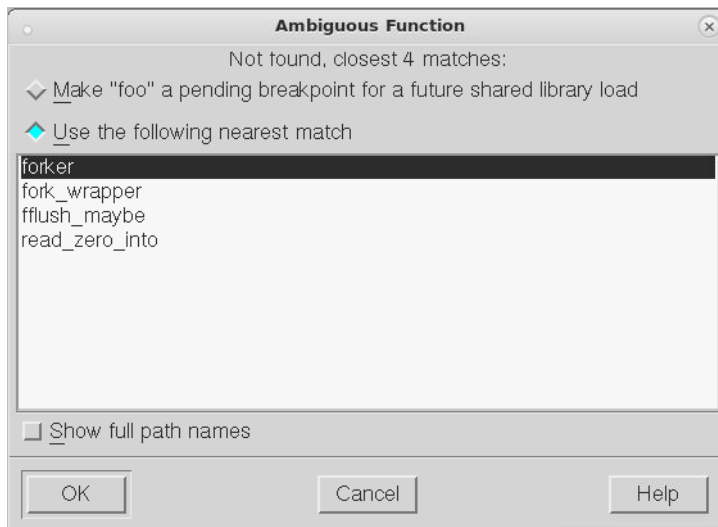 Ambiguous Function
Not found, closest 4 matches:
Make "foo" a pending breakpoint for a future shared library load
Use the following nearest match
forker
fork_wrapper
fflush_maybe
read_zero_into
Show full path names
OK Cancel Help